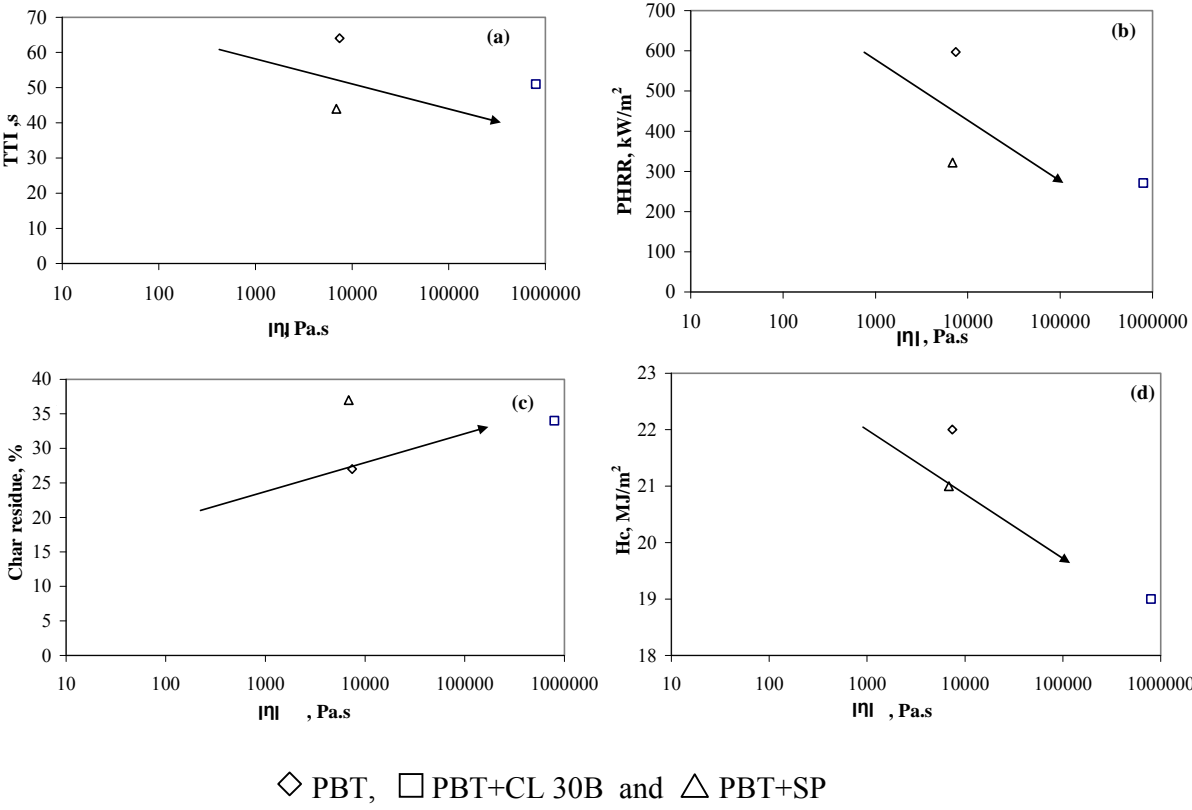 (a)
TTI ,s
70
60
50
40
30
20
10
0
10 100 1000 10000 100000 1000000
|η|, Pa.s
(b)
PHRR, kW/m²
700
600
500
400
300
200
100
0
10 100 1000 10000 100000 1000000
|η| , Pa.s
(c)
Char residue, %
40
35
30
25
20
15
10
5
0
10 100 1000 10000 100000 1000000
|η| , Pa.s
(d)
Hc, MJ/m²
23
22
21
20
19
18
10 100 1000 10000 100000 1000000
|η| , Pa.s
◇ PBT, □ PBT+CL 30B and △ PBT+SP